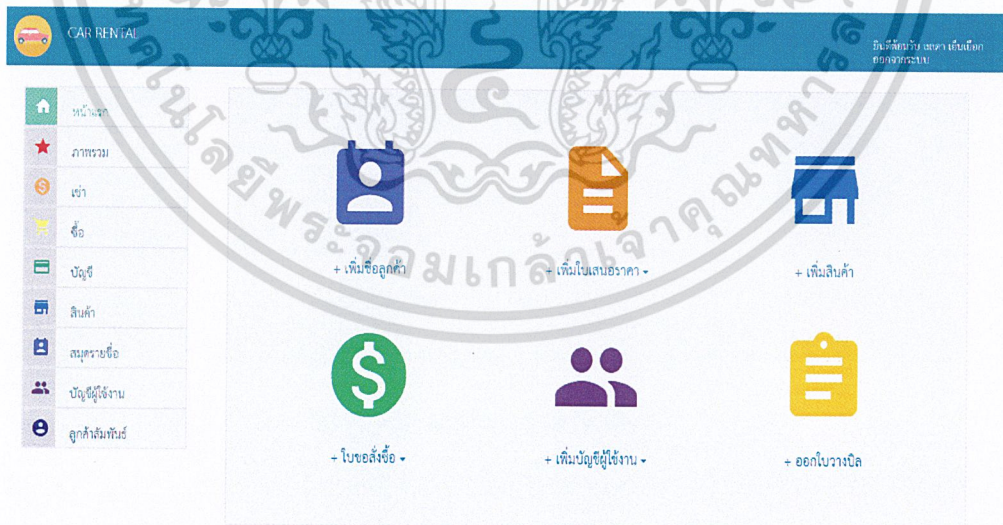 CAR RENTAL
ยินดีต้อนรับ เมตตา เย็นเยือก
ออกจากระบบ
หน้าแรก
ภาพรวม
เช่า
ซื้อ
บัญชี
สินค้า
สมุดรายชื่อ
บัญชีผู้ใช้งาน
ลูกค้าสัมพันธ์
+ เพิ่มชื่อลูกค้า
+ เพิ่มใบเสนอราคา
+ เพิ่มสินค้า
+ ใบขอสั่งซื้อ
+ เพิ่มบัญชีผู้ใช้งาน
+ ออกใบวางบิล